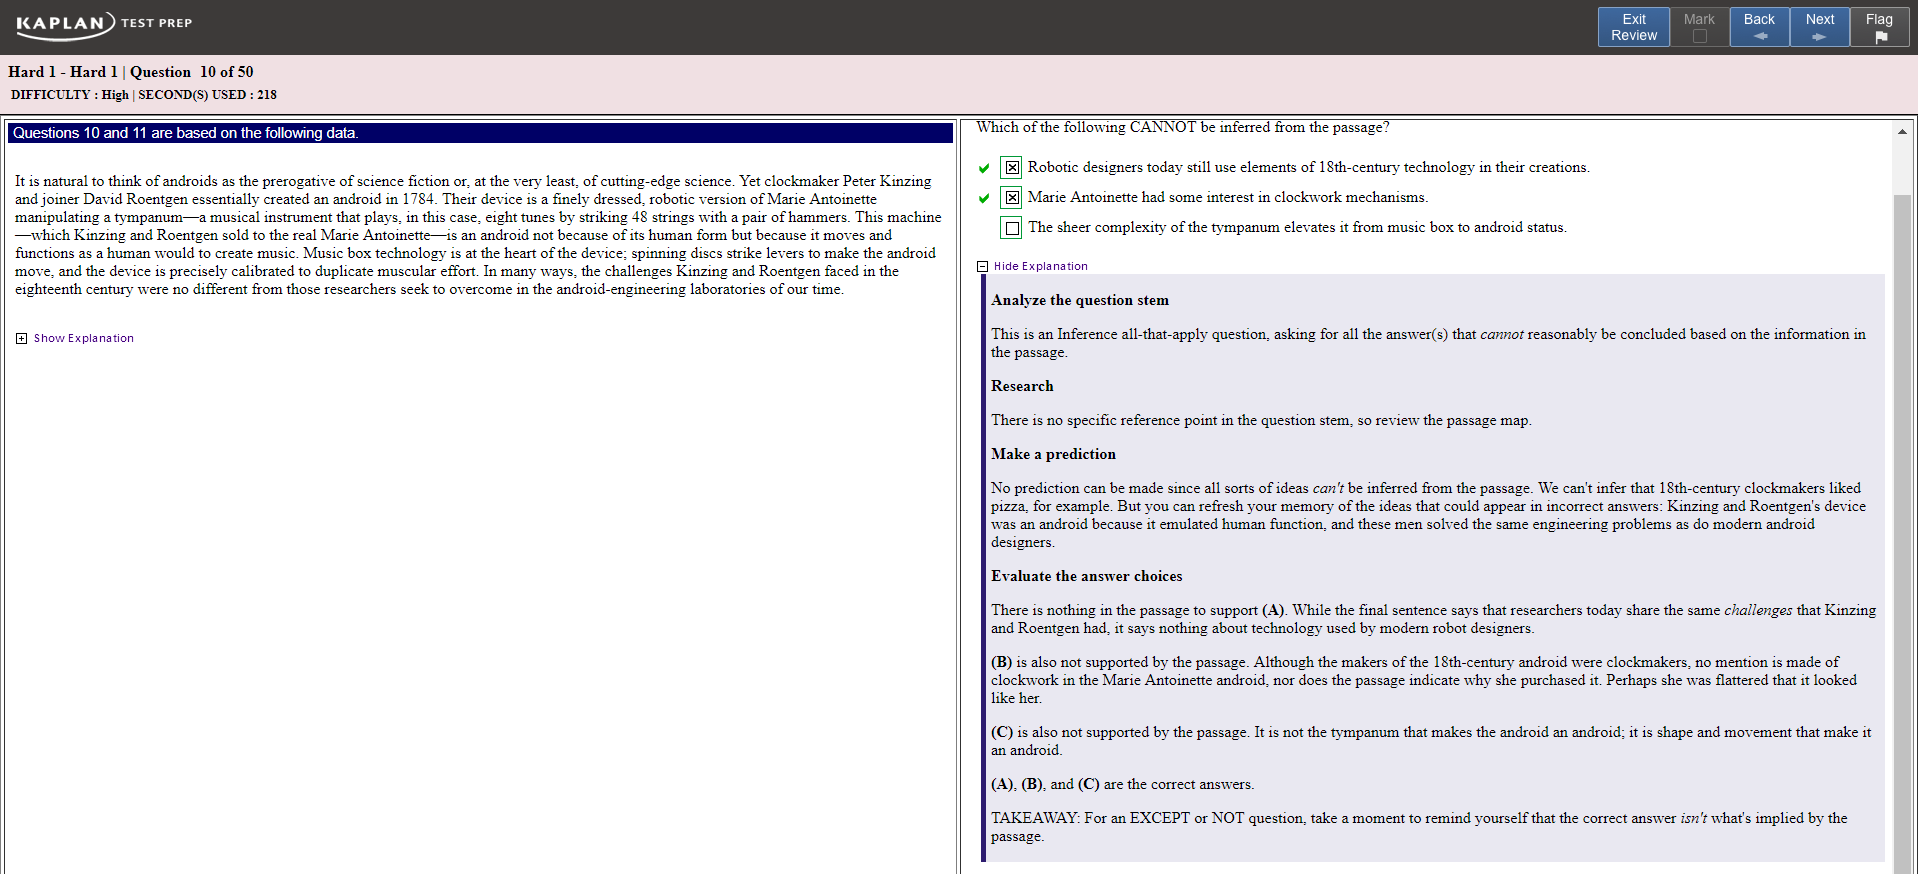 KAPLAN TEST PREP
Exit Review
Mark
Back
Next
Flag
Hard 1 - Hard 1 | Question 10 of 50
DIFFICULTY : High | SECOND(S) USED : 218
Questions 10 and 11 are based on the following data.
It is natural to think of androids as the prerogative of science fiction or, at the very least, of cutting-edge science. Yet clockmaker Peter Kinzing
and joiner David Roentgen essentially created an android in 1784. Their device is a finely dressed, robotic version of Marie Antoinette
manipulating a tympanum—a musical instrument that plays, in this case, eight tunes by striking 48 strings with a pair of hammers. This machine
—which Kinzing and Roentgen sold to the real Marie Antoinette—is an android not because of its human form but because it moves and
functions as a human would to create music. Music box technology is at the heart of the device; spinning discs strike levers to make the android
move, and the device is precisely calibrated to duplicate muscular effort. In many ways, the challenges Kinzing and Roentgen faced in the
eighteenth century were no different from those researchers seek to overcome in the android-engineering laboratories of our time.
Show Explanation
Which of the following CANNOT be inferred from the passage?
Robotic designers today still use elements of 18th-century technology in their creations.
Marie Antoinette had some interest in clockwork mechanisms.
The sheer complexity of the tympanum elevates it from music box to android status.
Hide Explanation
Analyze the question stem
This is an Inference all-that-apply question, asking for all the answer(s) that cannot reasonably be concluded based on the information in
the passage.
Research
There is no specific reference point in the question stem, so review the passage map.
Make a prediction
No prediction can be made since all sorts of ideas can't be inferred from the passage. We can't infer that 18th-century clockmakers liked
pizza, for example. But you can refresh your memory of the ideas that could appear in incorrect answers: Kinzing and Roentgen's device
was an android because it emulated human function, and these men solved the same engineering problems as do modern android
designers.
Evaluate the answer choices
There is nothing in the passage to support (A). While the final sentence says that researchers today share the same challenges that Kinzing
and Roentgen had, it says nothing about technology used by modern robot designers.
(B) is also not supported by the passage. Although the makers of the 18th-century android were clockmakers, no mention is made of
clockwork in the Marie Antoinette android, nor does the passage indicate why she purchased it. Perhaps she was flattered that it looked
like her.
(C) is also not supported by the passage. It is not the tympanum that makes the android an android; it is shape and movement that make it
an android.
(A), (B), and (C) are the correct answers.
TAKEAWAY: For an EXCEPT or NOT question, take a moment to remind yourself that the correct answer isn't what's implied by the
passage.